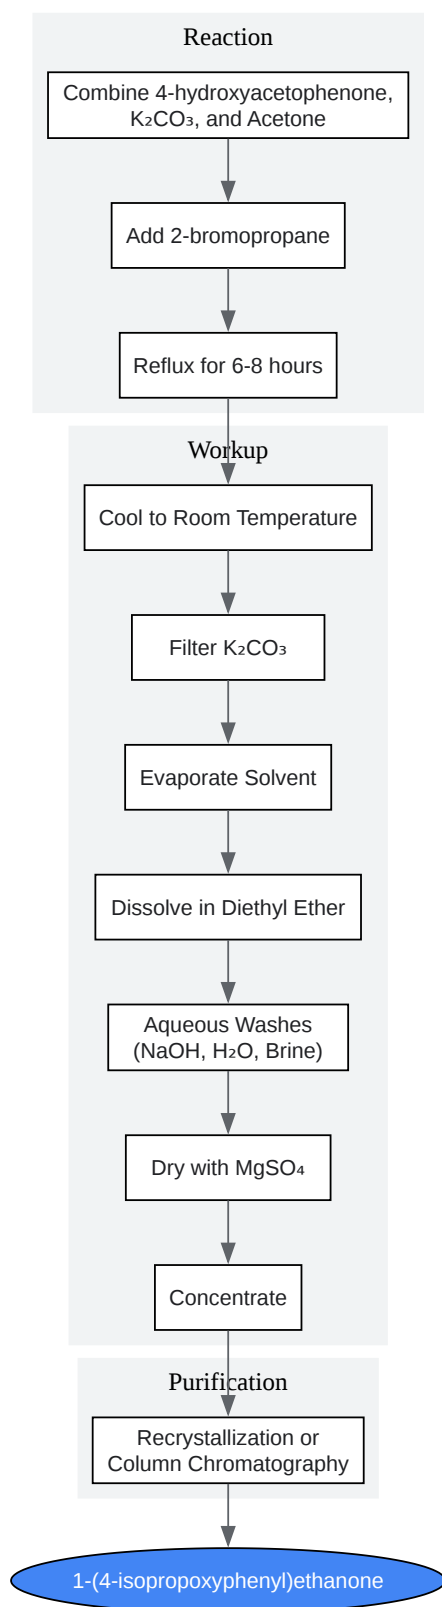 Reaction
Combine 4-hydroxyacetophenone,
K₂CO₃, and Acetone
Add 2-bromopropane
Reflux for 6-8 hours
Workup
Cool to Room Temperature
Filter K₂CO₃
Evaporate Solvent
Dissolve in Diethyl Ether
Aqueous Washes
(NaOH, H₂O, Brine)
Dry with MgSO₄
Concentrate
Purification
Recrystallization or
Column Chromatography
1-(4-isopropoxyphenyl)ethanone